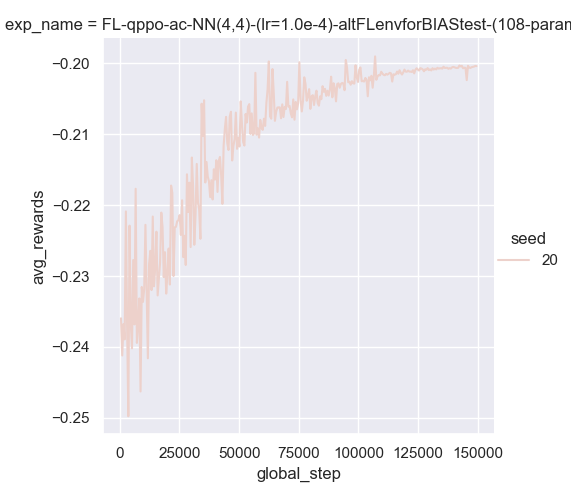 exp_name = FL-qppo-ac-NN(4,4)-(lr=1.0e-4)-altFLenvforBIAStest-(108-param
−0.20
−0.21
−0.22
−0.23
−0.24
−0.25
avg_rewards
0 25000 50000 75000 100000 125000 150000
global_step
seed
20